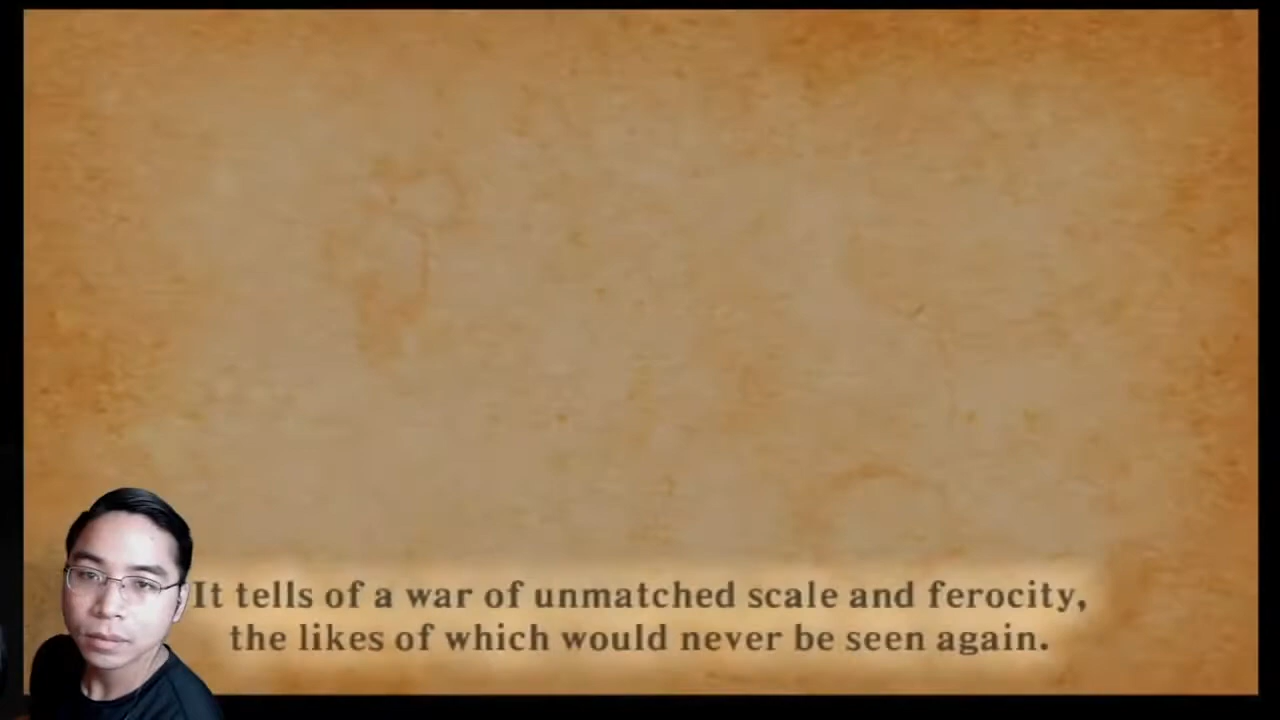 It tells of a war of unmatched scale and ferocity,
the likes of which would never be seen again.